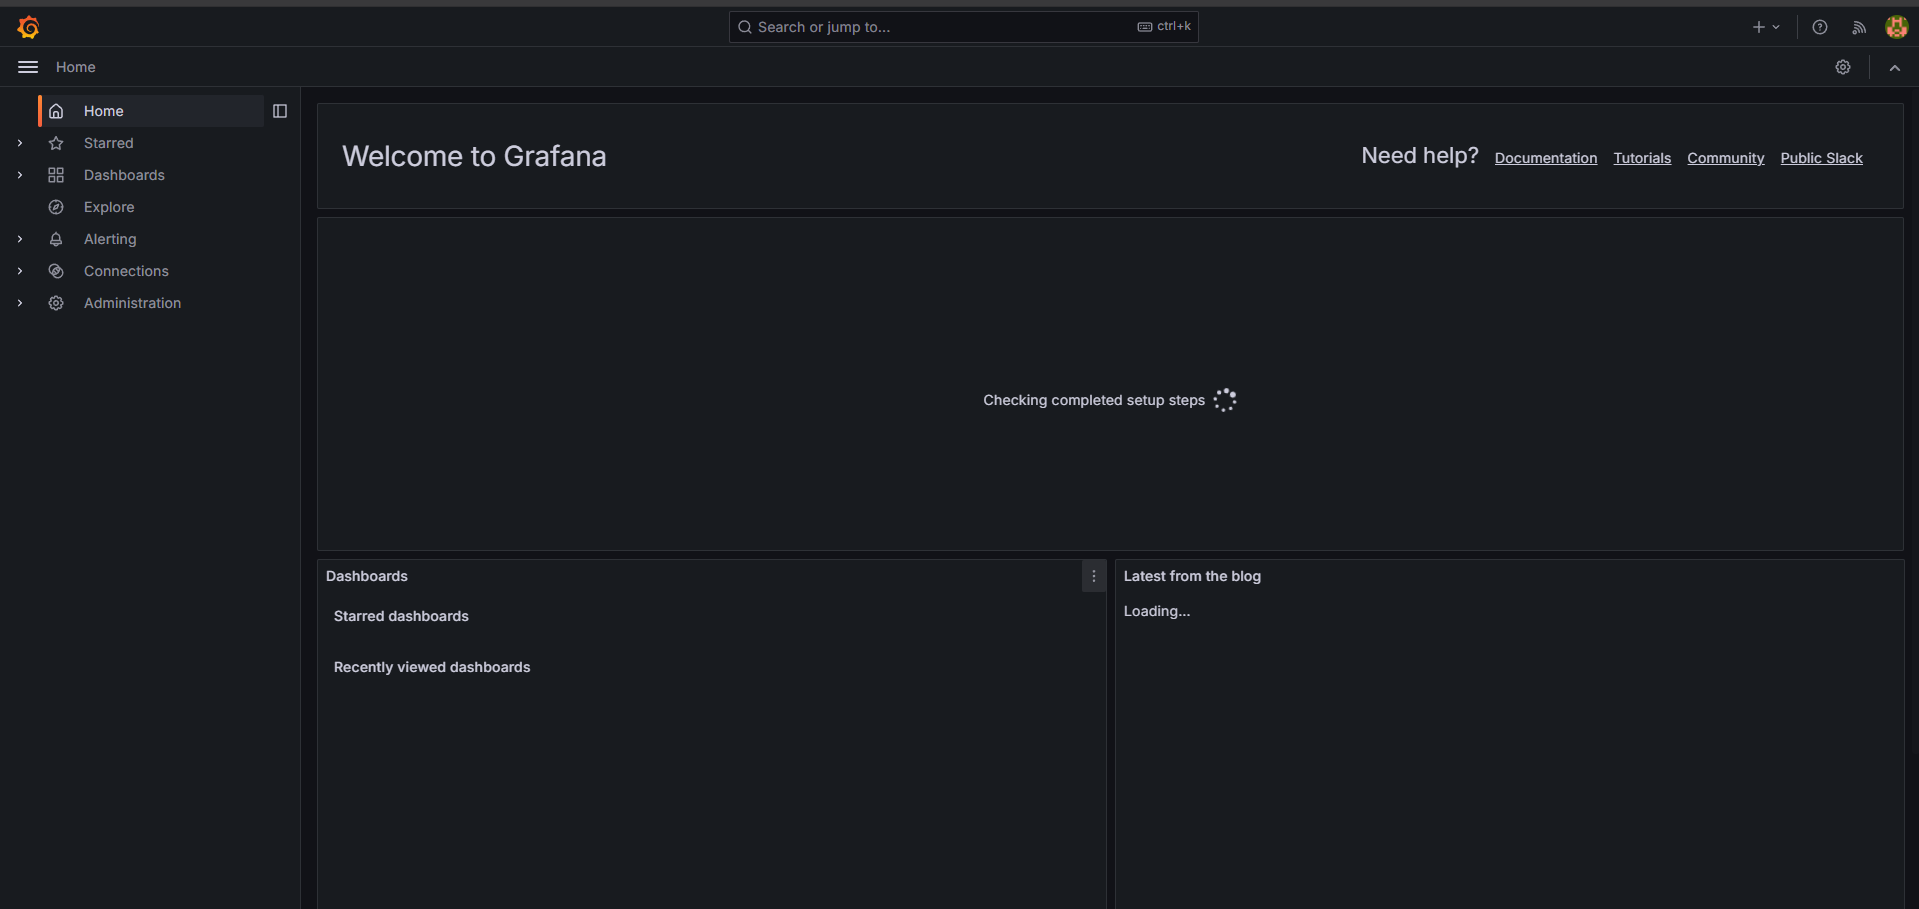 Search or jump to...
ctrl+k
Home
Home
Starred
Dashboards
Explore
Alerting
Connections
Administration
Welcome to Grafana
Need help? Documentation Tutorials Community Public Slack
Checking completed setup steps
Dashboards
Starred dashboards
Recently viewed dashboards
Latest from the blog
Loading...